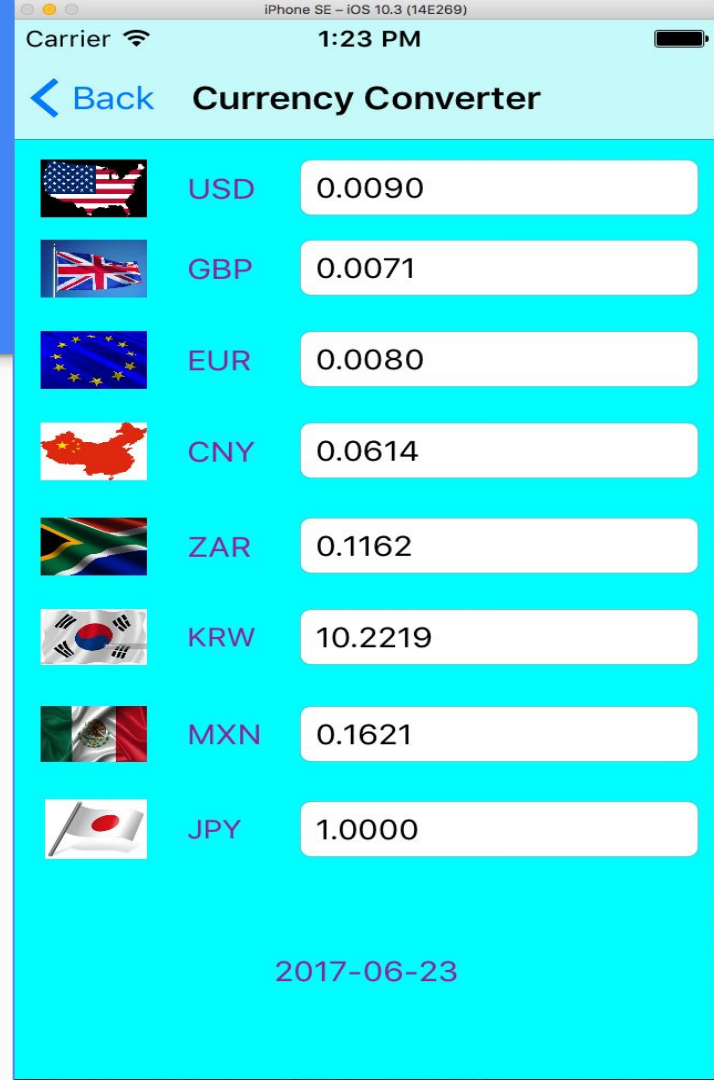 iPhone SE – iOS 10.3 (14E269)
Carrier 1:23 PM
Back Currency Converter
USD 0.0090
GBP 0.0071
EUR 0.0080
CNY 0.0614
ZAR 0.1162
KRW 10.2219
MXN 0.1621
JPY 1.0000
2017-06-23